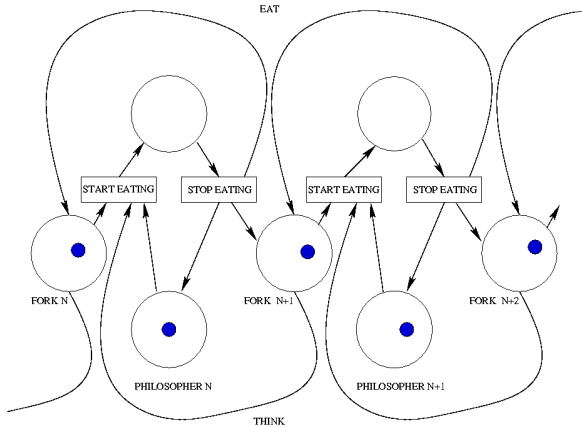 EAT
START EATING
STOP EATING
START EATING
STOP EATING
FORK N
FORK N+1
FORK N+2
PHILOSOPHER N
PHILOSOPHER N+1
THINK